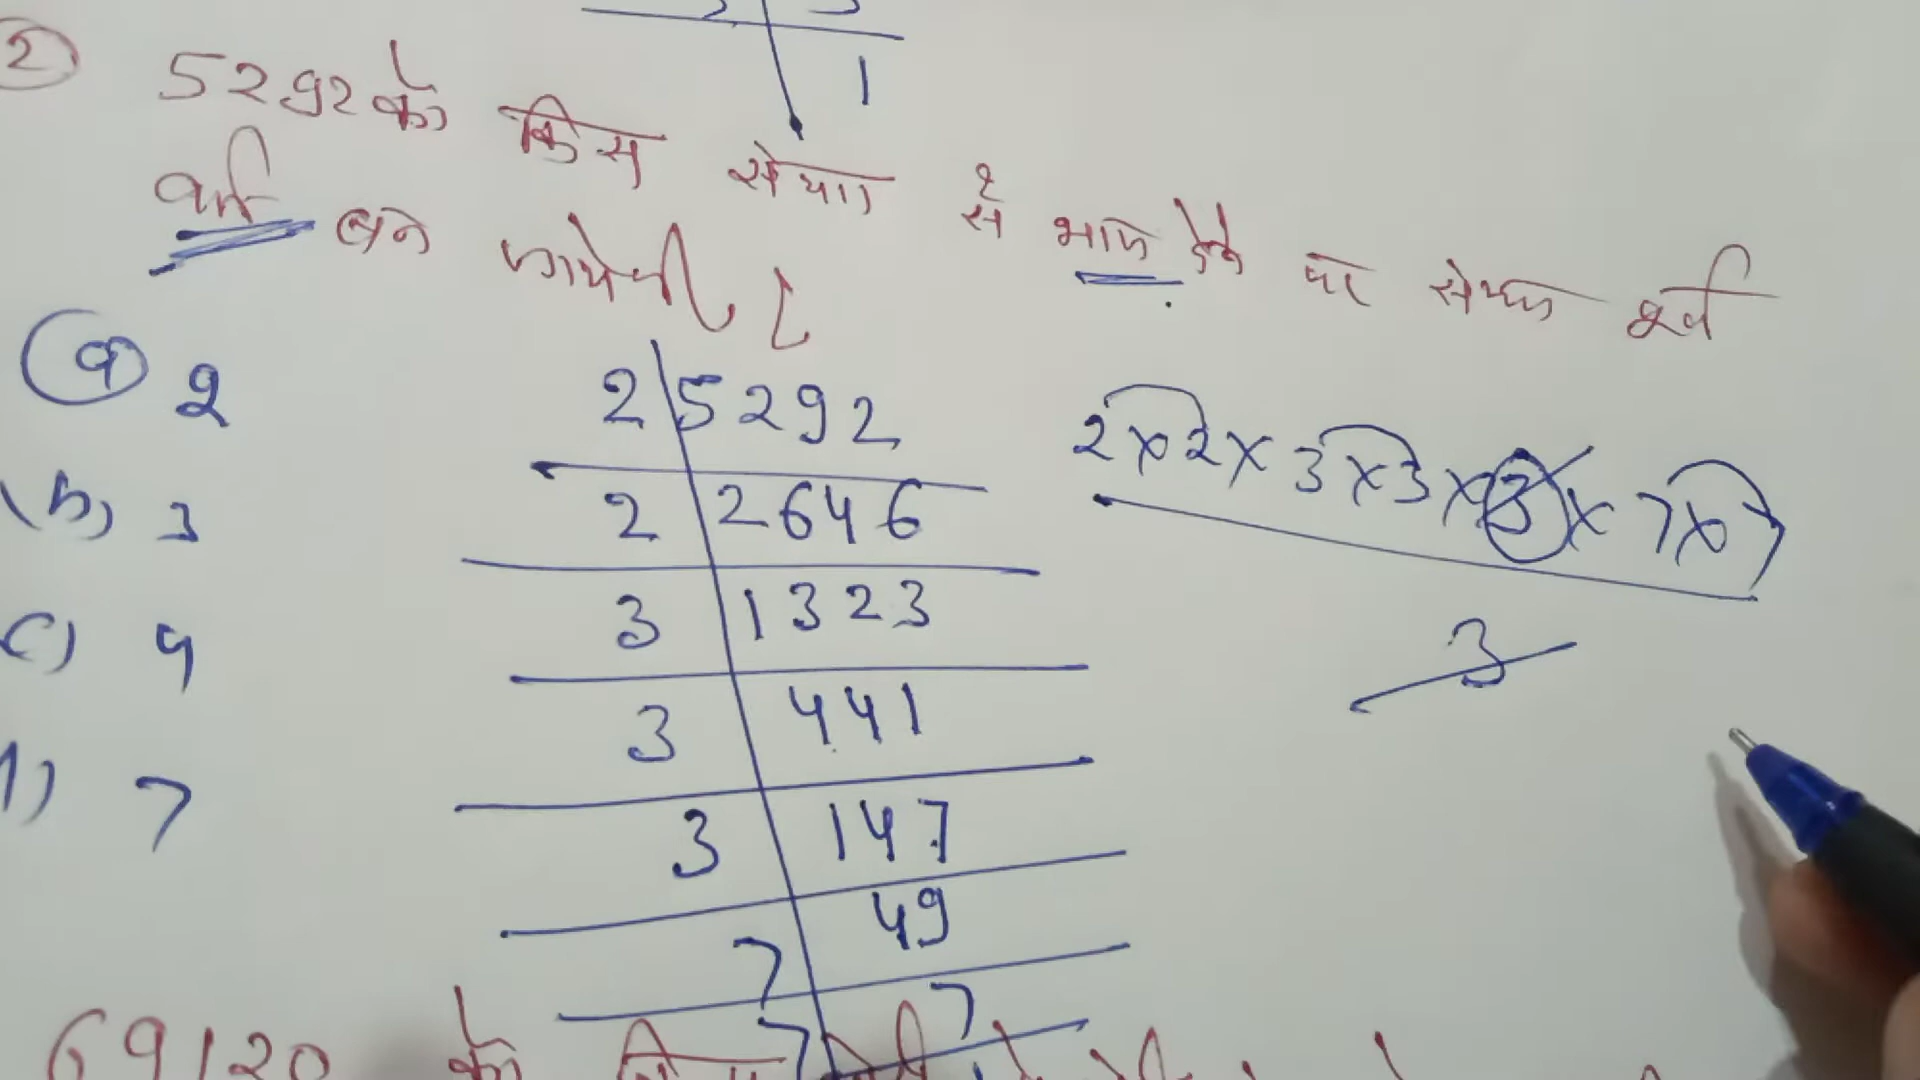 ② 5292 को किस संख्या से भाग देने पर संख्या पूर्ण
वर्ग बन जायेगी
1
(a) 2
(b) 3
(c) 4
7
2 5292
2 2646
3 1323
3 441
3 147
7 49
7 7
2×2×3×3×3×7×7
3
69120 को किस